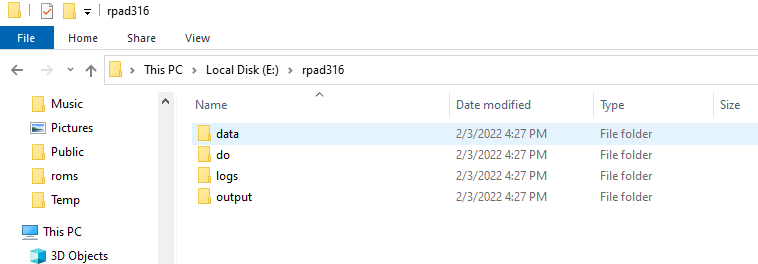 rpad316
File Home Share View
This PC Local Disk (E:) rpad316
Name Date modified Type Size
Music
Pictures
Public
roms
Temp
This PC
3D Objects
data 2/3/2022 4:27 PM File folder
do 2/3/2022 4:27 PM File folder
logs 2/3/2022 4:27 PM File folder
output 2/3/2022 4:27 PM File folder